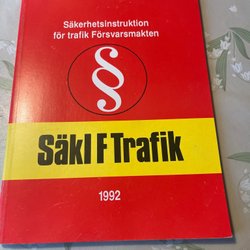 Säkerhetsinstruktion
för trafik Försvarsmakten
§
SäkI F Trafik
1992